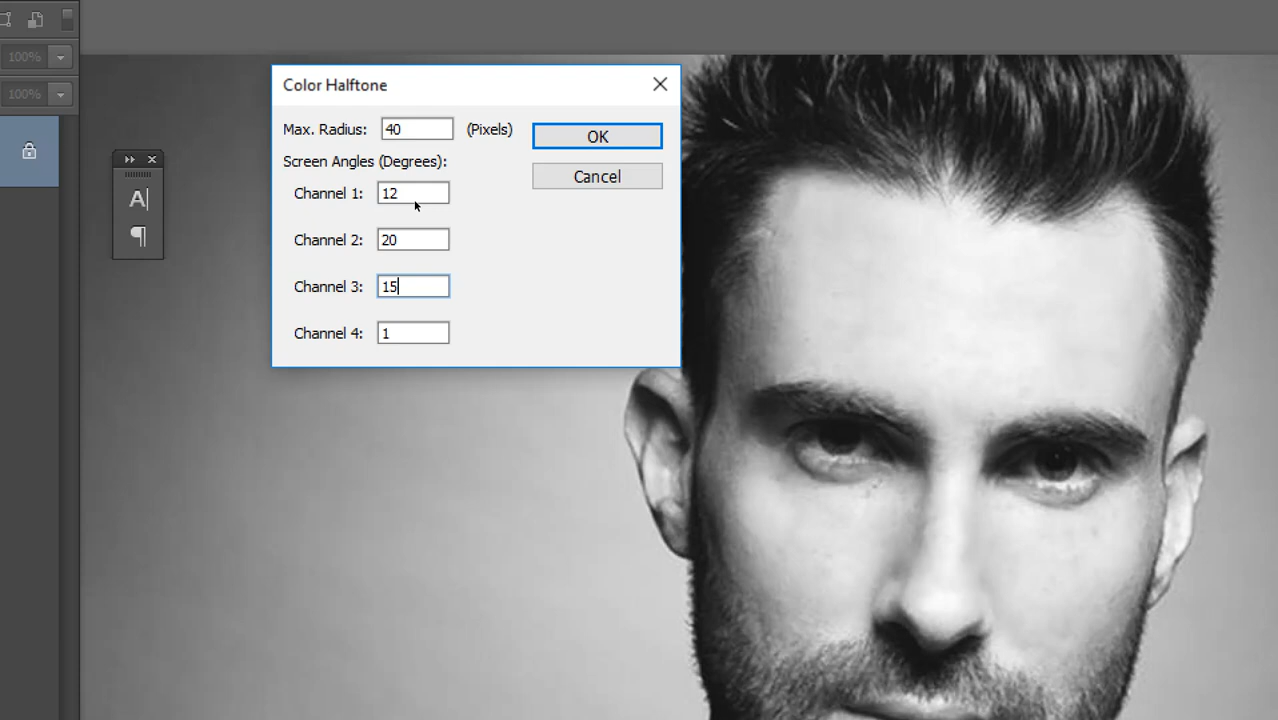 100%
100%
Color Halftone
Max. Radius: 40 (Pixels)
OK
Screen Angles (Degrees):
Cancel
Channel 1: 12
Channel 2: 20
Channel 3: 15
Channel 4: 1
A
¶